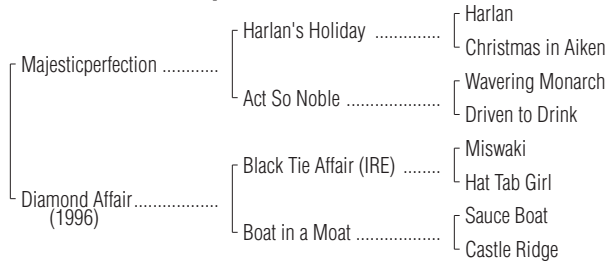 Harlan
Harlan's Holiday ..............
Christmas in Aiken
Majesticperfection ............
Wavering Monarch
Act So Noble ....................
Driven to Drink
Miswaki
Black Tie Affair (IRE) ........
Hat Tab Girl
Diamond Affair..................
(1996)
Sauce Boat
Boat in a Moat ..................
Castle Ridge